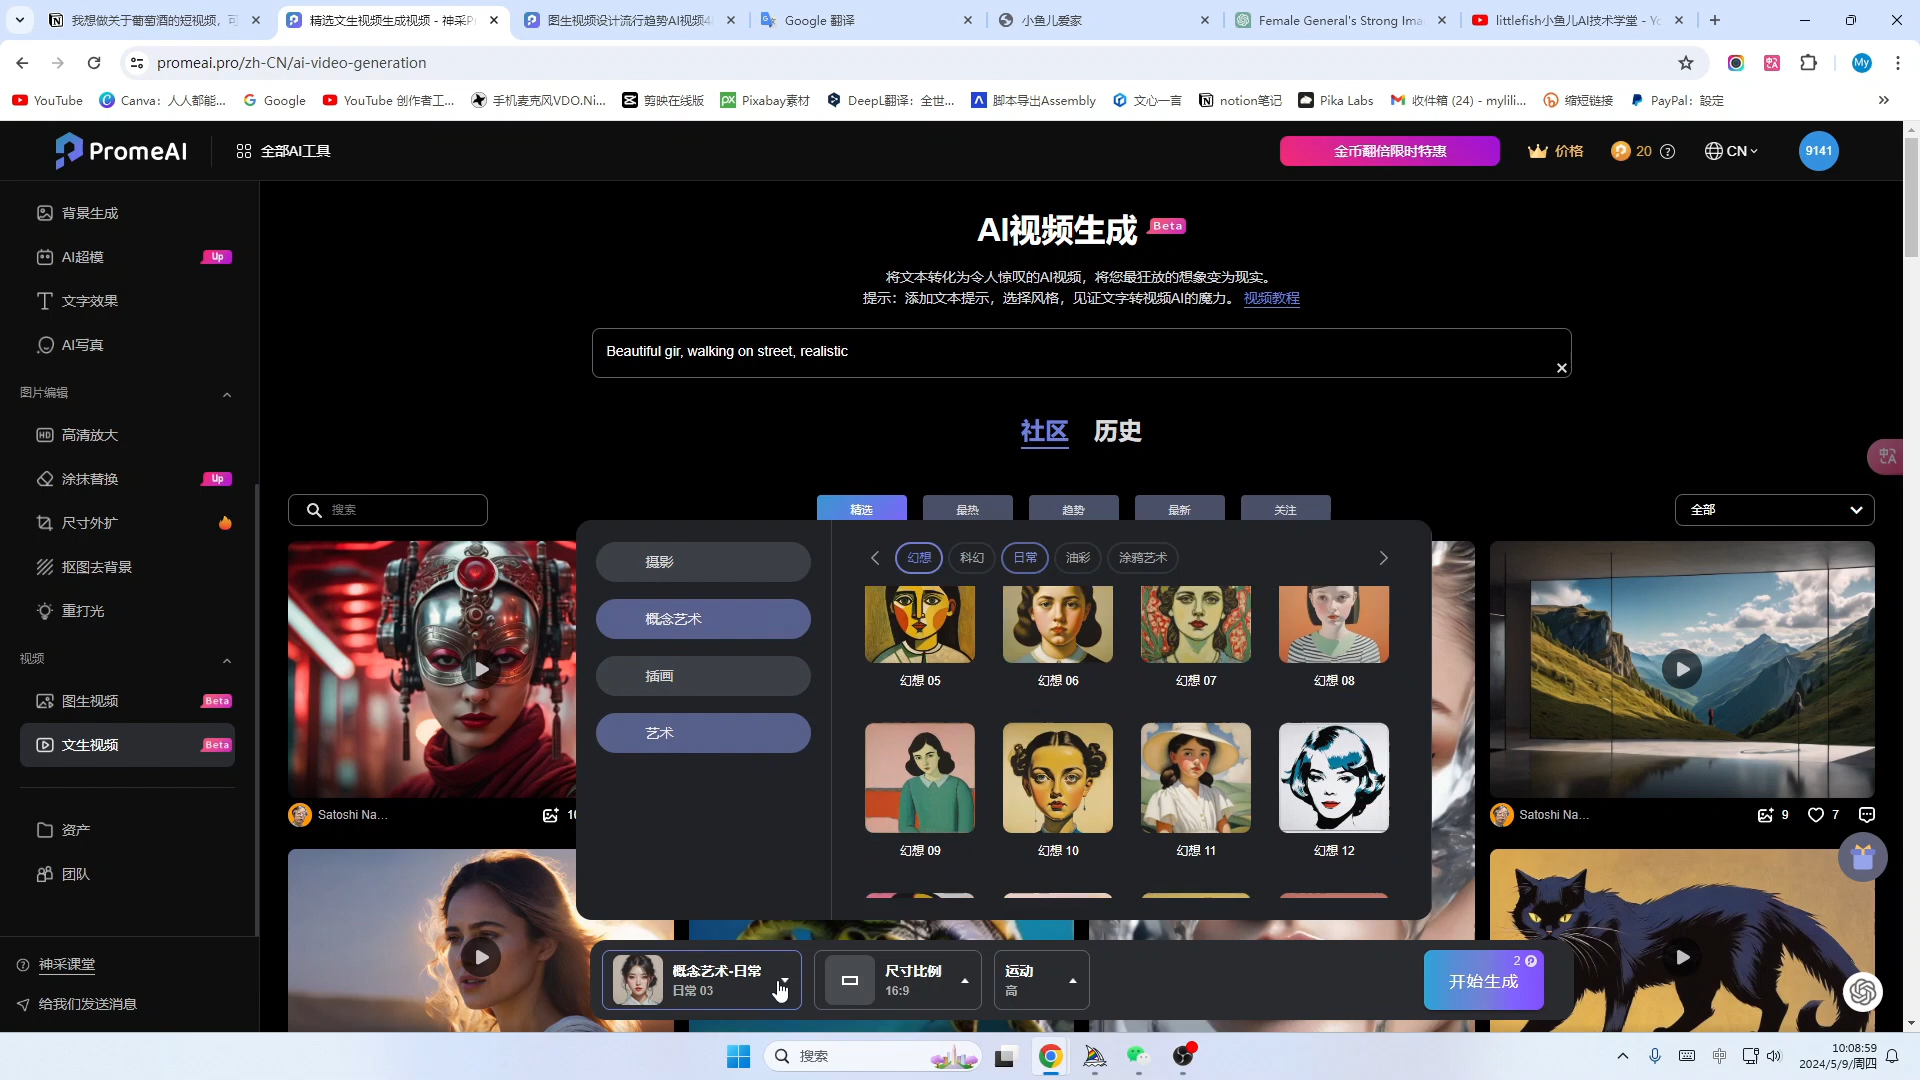 我想做关于葡萄酒的短视频，可
精选文生视频生成视频 - 神采P
图生视频设计流行趋势AI视频4
Google 翻译
小鱼儿爱家
Female General's Strong Ima
littlefish小鱼儿AI技术学堂 - Yo
promeai.pro/zh-CN/ai-video-generation
My
YouTube
Canva：人人都能...
Google
YouTube 创作者工...
手机麦克风VDO.Ni...
剪映在线版
Pixabay素材
DeepL翻译：全世...
脚本导出Assembly
文心一言
notion笔记
Pika Labs
收件箱 (24) - mylili...
缩短链接
PayPal：設定
PromeAI
全部AI工具
金币翻倍限时特惠
价格
20
CN
9141
背景生成
AI超模
Up
文字效果
AI写真
图片编辑
HD
高清放大
涂抹替换
Up
尺寸外扩
抠图去背景
重打光
视频
图生视频
Beta
文生视频
Beta
资产
团队
神采课堂
给我们发送消息
AI视频生成
Beta
将文本转化为令人惊叹的AI视频，将您最狂放的想象变为现实。
提示：添加文本提示，选择风格，见证文字转视频AI的魔力。 视频教程
Beautiful gir, walking on street, realistic
社区
历史
搜索
精选
最热
趋势
最新
关注
全部
摄影
概念艺术
插画
艺术
幻想
科幻
日常
油彩
涂鸦艺术
幻想 05
幻想 06
幻想 07
幻想 08
幻想 09
幻想 10
幻想 11
幻想 12
Satoshi Na...
10
Satoshi Na...
9
7
概念艺术-日常
日常 03
尺寸比例
16:9
运动
高
2
开始生成
搜索
中
10:08:59
2024/5/9/周四